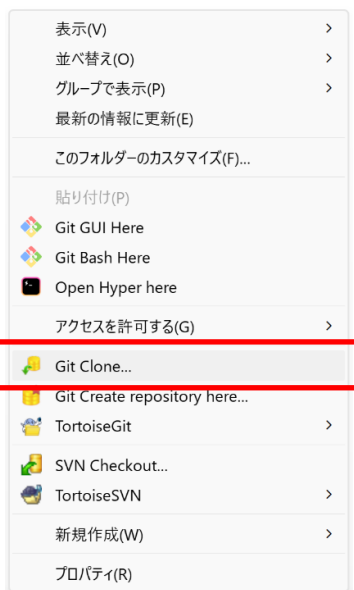 表示(V)
並べ替え(O)
グループで表示(P)
最新の情報に更新(E)
このフォルダーのカスタマイズ(F)...
貼り付け(P)
Git GUI Here
Git Bash Here
Open Hyper here
アクセスを許可する(G)
Git Clone...
Git Create repository here...
TortoiseGit
SVN Checkout...
TortoiseSVN
新規作成(W)
プロパティ(R)